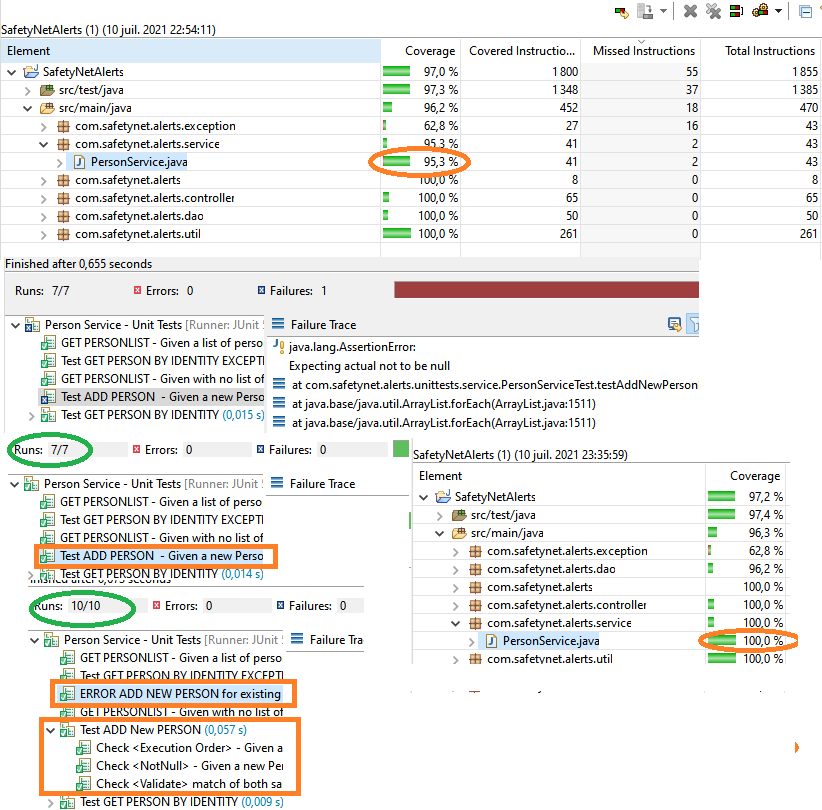 SafetyNetAlerts (1) (10 juil. 2021 22:54:11)
Element Coverage Covered Instructio... Missed Instructions Total Instructions
SafetyNetAlerts 97,0 % 1 800 55 1 855
src/test/java 97,3 % 1 348 37 1 385
src/main/java 96,2 % 452 18 470
com.safetynet.alerts.exception 62,8 % 27 16 43
com.safetynet.alerts.service 95,3 % 41 2 43
PersonService.java 95,3 % 41 2 43
com.safetynet.alerts 100,0 % 8 0 8
com.safetynet.alerts.controller 100,0 % 65 0 65
com.safetynet.alerts.dao 100,0 % 50 0 50
com.safetynet.alerts.util 100,0 % 261 0 261
Finished after 0,655 seconds
Runs: 7/7 Errors: 0 Failures: 1
Person Service - Unit Tests [Runner: JUnit
GET PERSONLIST - Given a list of perso
Test GET PERSON BY IDENTITY EXCEPTI
GET PERSONLIST - Given with no list of
Test ADD PERSON - Given a new Perso
Test GET PERSON BY IDENTITY (0,015 s)
Failure Trace
java.lang.AssertionError:
Expecting actual not to be null
at com.safetynet.alerts.unittests.service.PersonServiceTest.testAddNewPerson
at java.base/java.util.ArrayList.forEach(ArrayList.java:1511)
at java.base/java.util.ArrayList.forEach(ArrayList.java:1511)
Runs: 7/7 Errors: 0 Failures: 0
Person Service - Unit Tests [Runner: JUnit
Failure Trace
GET PERSONLIST - Given a list of perso
Test GET PERSON BY IDENTITY EXCEPTI
GET PERSONLIST - Given with no list of
Test ADD PERSON - Given a new Perso
Test GET PERSON BY IDENTITY (0,014 s)
SafetyNetAlerts (1) (10 juil. 2021 23:35:59)
Element Coverage
SafetyNetAlerts 97,2 %
src/test/java 97,4 %
src/main/java 96,3 %
com.safetynet.alerts.exception 62,8 %
com.safetynet.alerts.dao 96,2 %
com.safetynet.alerts 100,0 %
com.safetynet.alerts.controller 100,0 %
com.safetynet.alerts.service 100,0 %
PersonService.java 100,0 %
com.safetynet.alerts.util 100,0 %
Finished after 0,075 seconds
Runs: 10/10 Errors: 0 Failures: 0
Person Service - Unit Tests [Runner: JUnit
Failure Tra
GET PERSONLIST - Given a list of perso
Test GET PERSON BY IDENTITY EXCEPTI
ERROR ADD NEW PERSON for existing
GET PERSONLIST - Given with no list of
Test ADD New PERSON (0,057 s)
Check <Execution Order> - Given a
Check <NotNull> - Given a new Per
Check <Validate> match of both sa
Test GET PERSON BY IDENTITY (0,009 s)